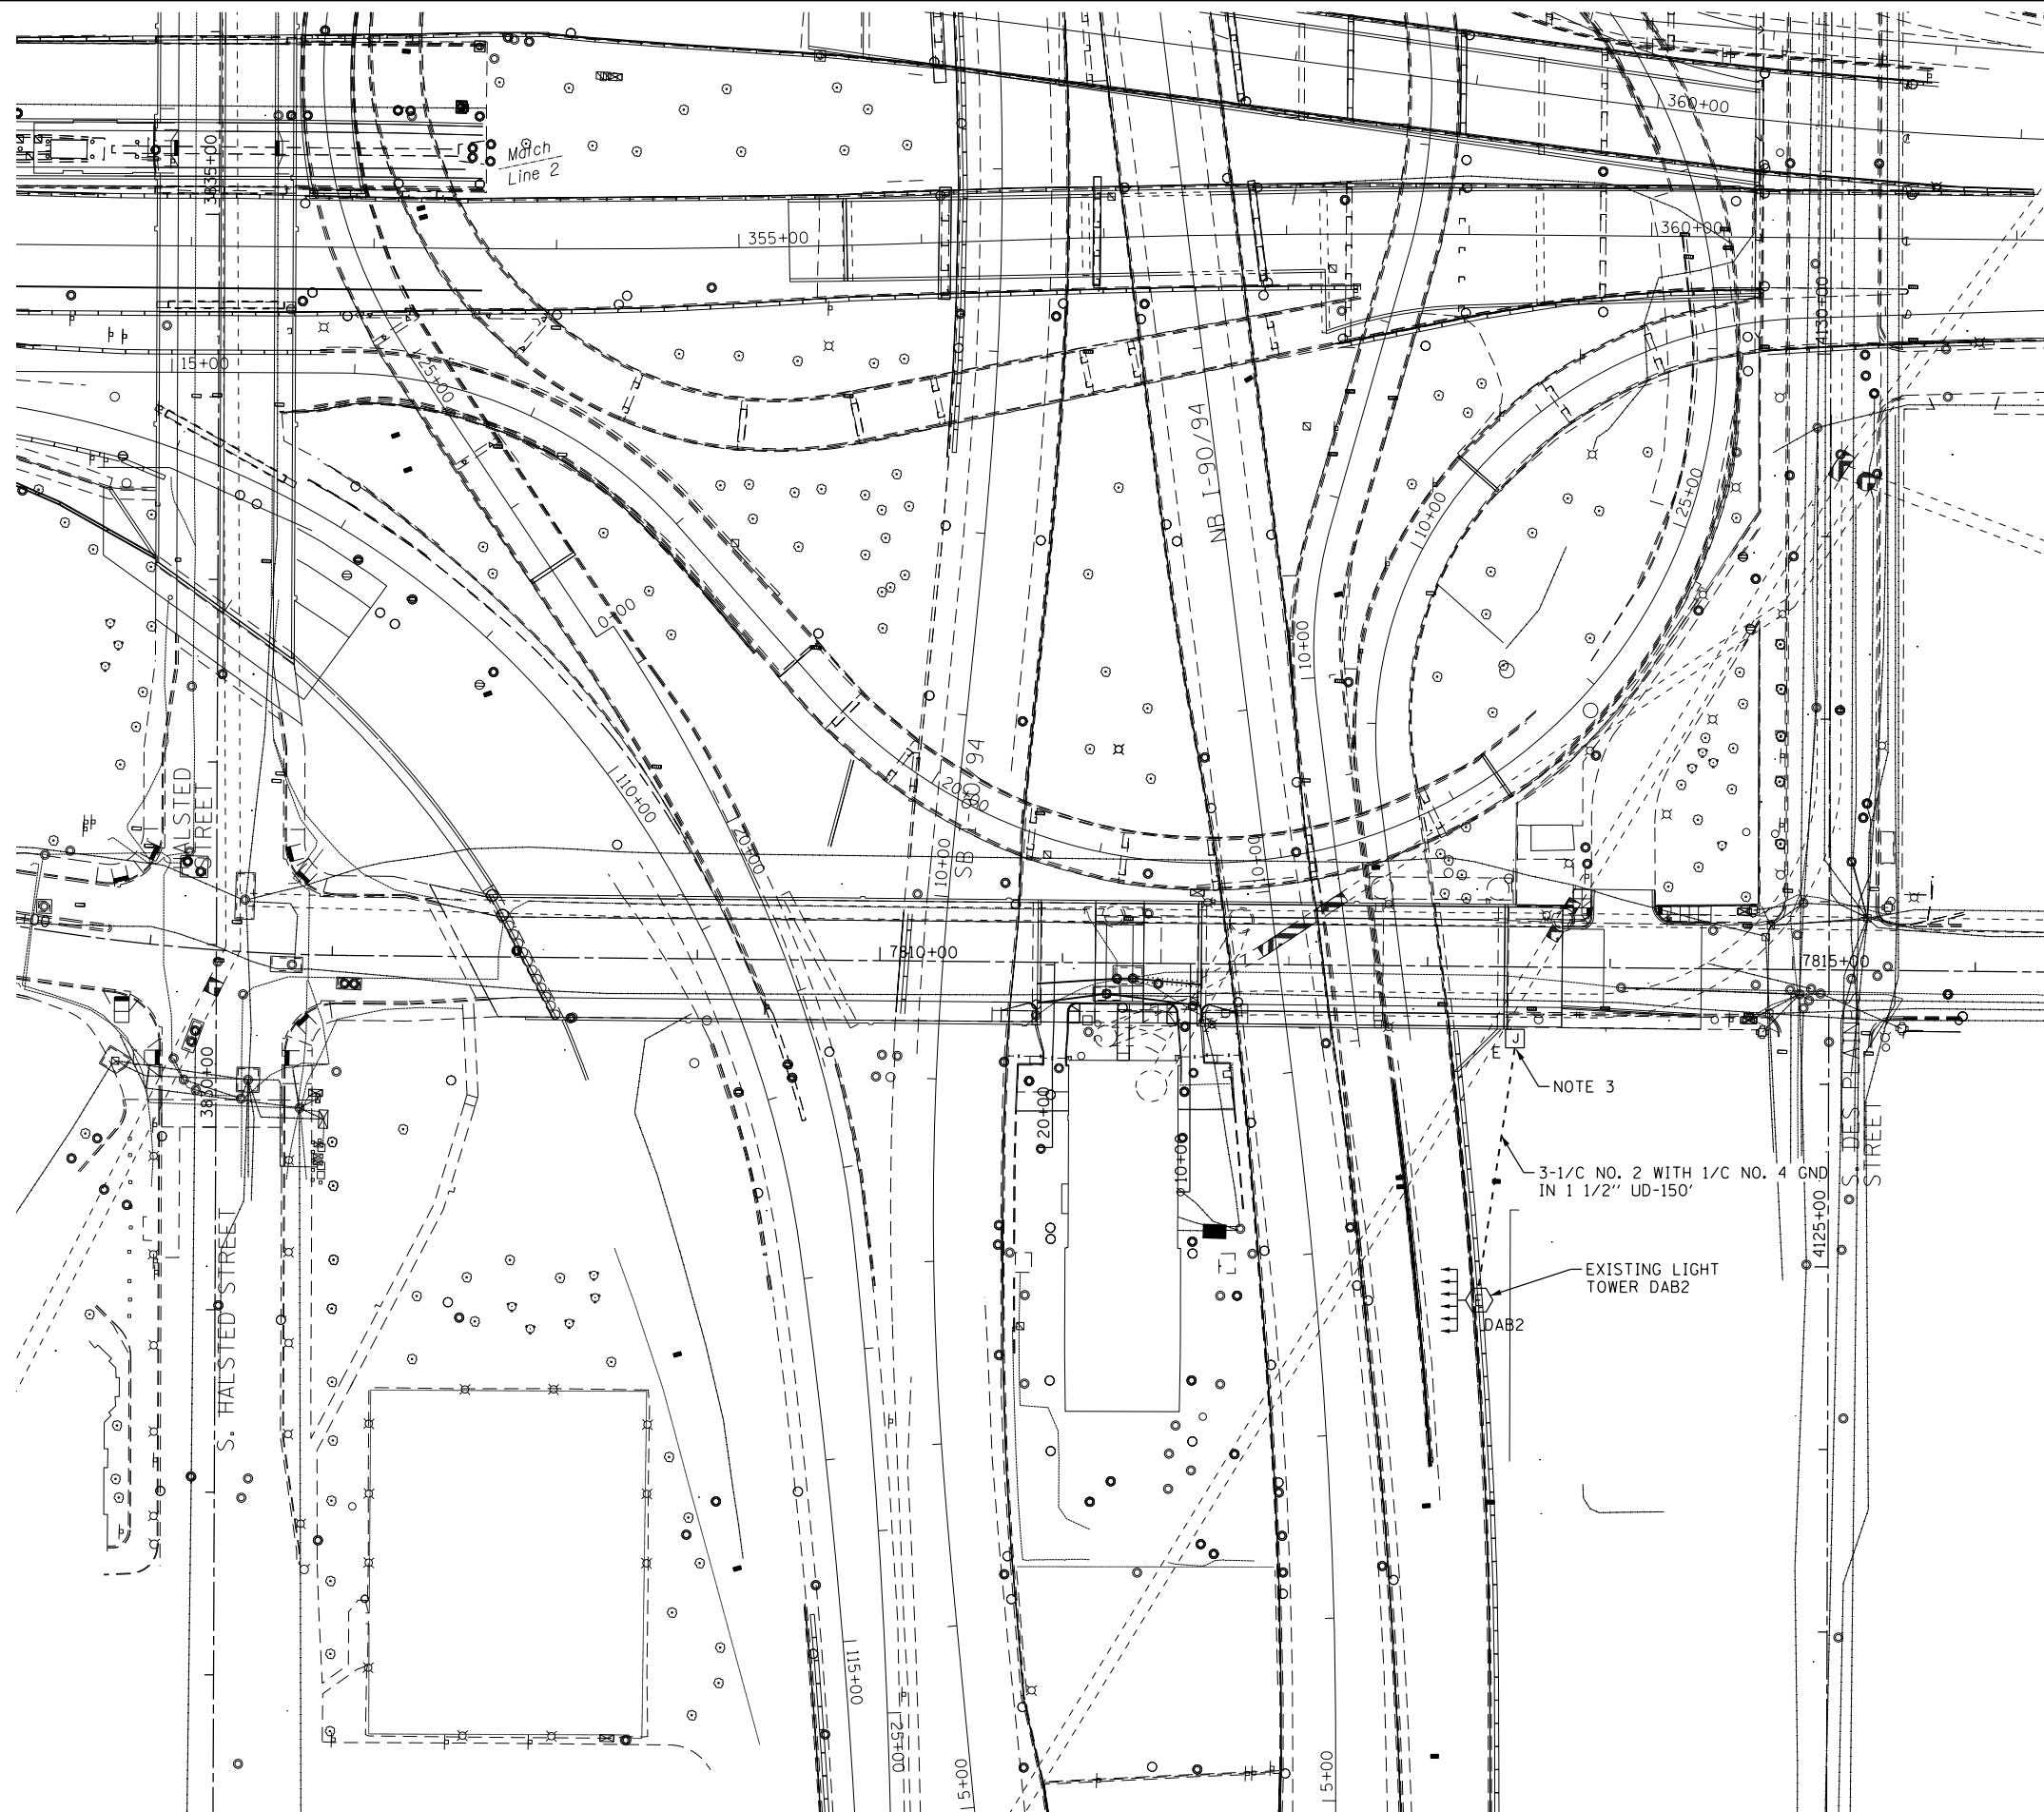 360+00
3835+00
Match
Line 2
355+00
360+00
4130+00
15+00
25+00
NB I-90/94
10+00
25+00
0+00
10+00
110+00
20+00
20+00
SB
94
10+00
HALSTED
STREET
7810+00
7815+00
J
E
NOTE 3
3830+00
20+00
10+00
3-1/C NO. 2 WITH 1/C NO. 4 GND
IN 1 1/2" UD-150'
S. DES PLAINES
STREET
4125+00
S. HALSTED STREET
EXISTING LIGHT
TOWER DAB2
DAB2
115+00
25+00
15+00
15+00